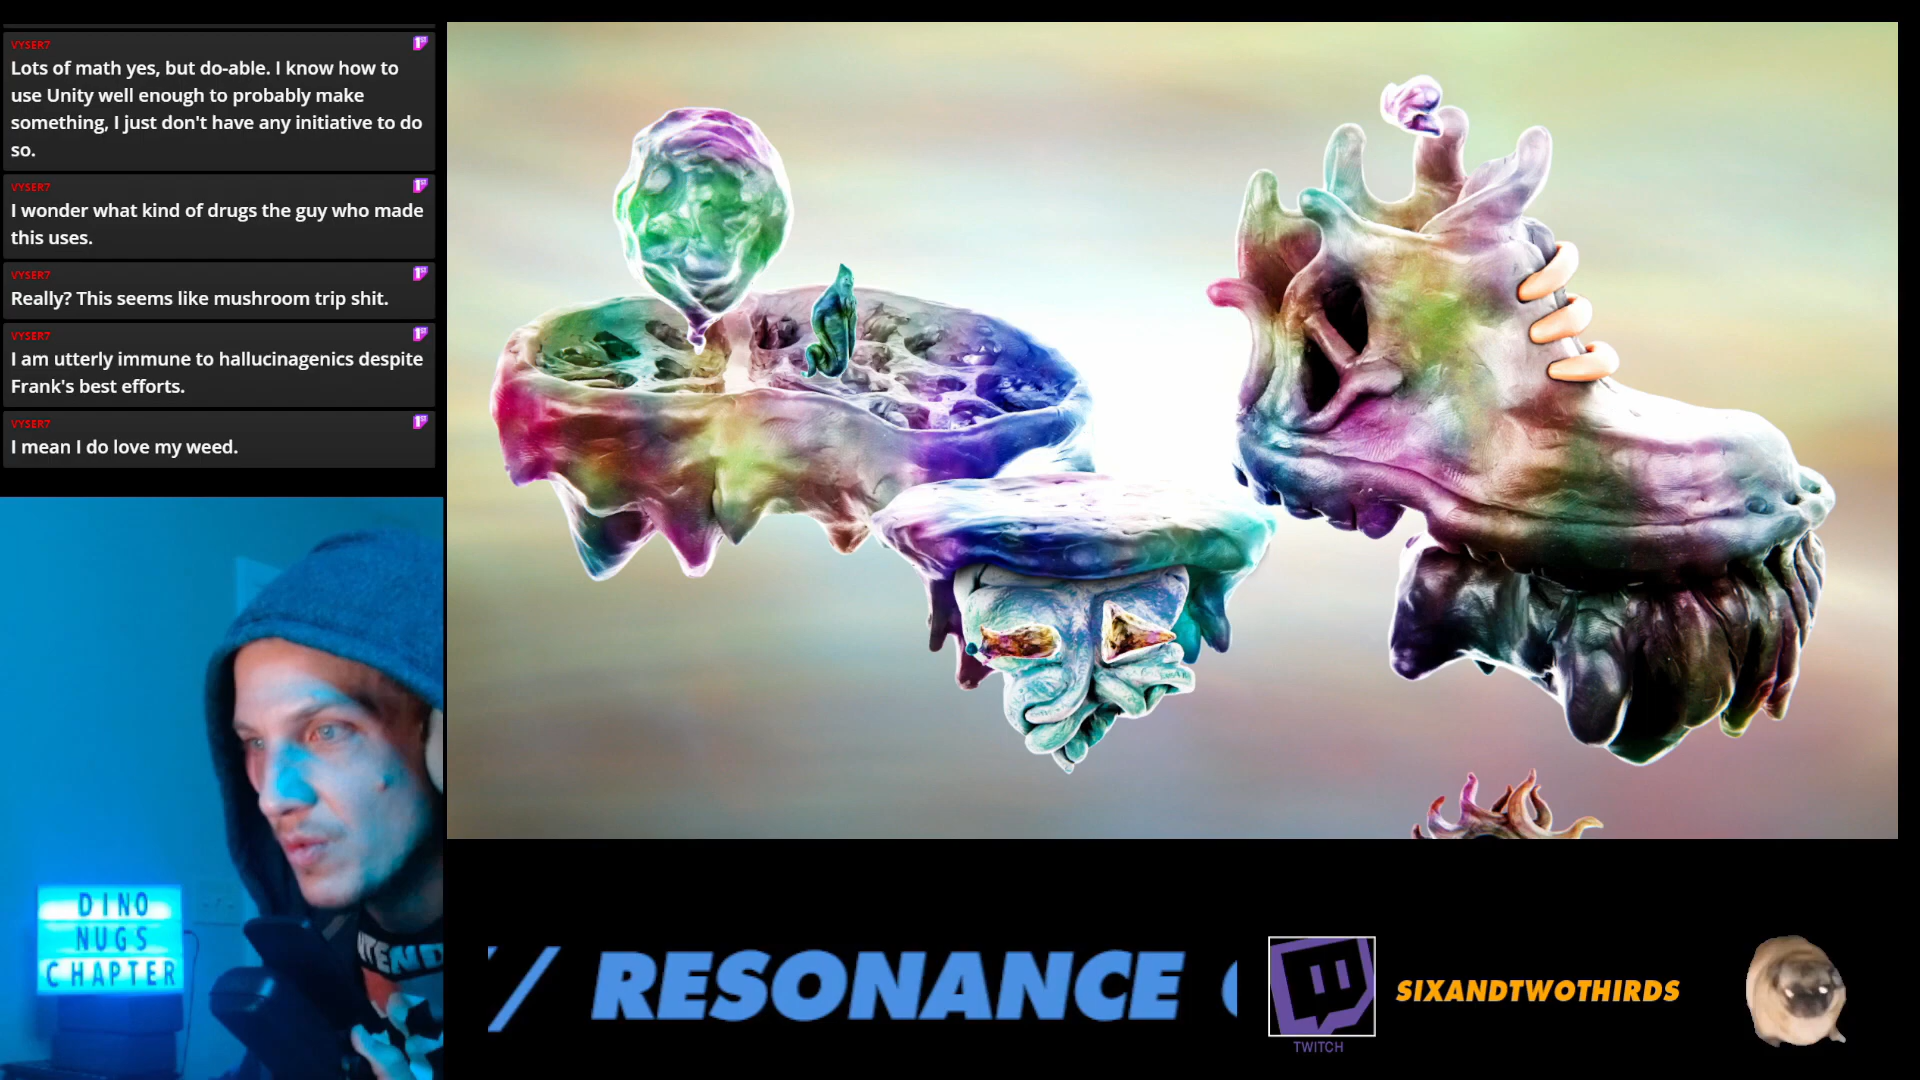 VYSER7
Lots of math yes, but do-able. I know how to
use Unity well enough to probably make
something, I just don't have any initiative to do
so.
VYSER7
I wonder what kind of drugs the guy who made
this uses.
VYSER7
Really? This seems like mushroom trip shit.
VYSER7
I am utterly immune to hallucinagenics despite
Frank's best efforts.
VYSER7
I mean I do love my weed.
DINO
NUGS
CHAPTER
/ RESONANCE
TWITCH
SIXANDTWOTHIRDS